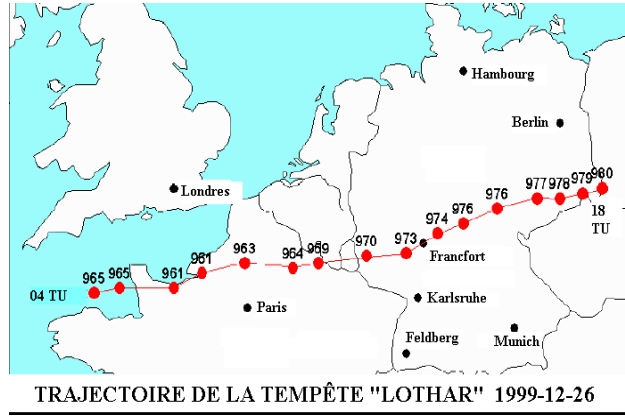 Hambourg
Berlin
Londres
965
965
961
961
963
964
959
970
973
974
976
976
977
978
979
980
04 TU
18
TU
Francfort
Paris
Karlsruhe
Feldberg
Munich
TRAJECTOIRE DE LA TEMPÊTE "LOTHAR" 1999-12-26